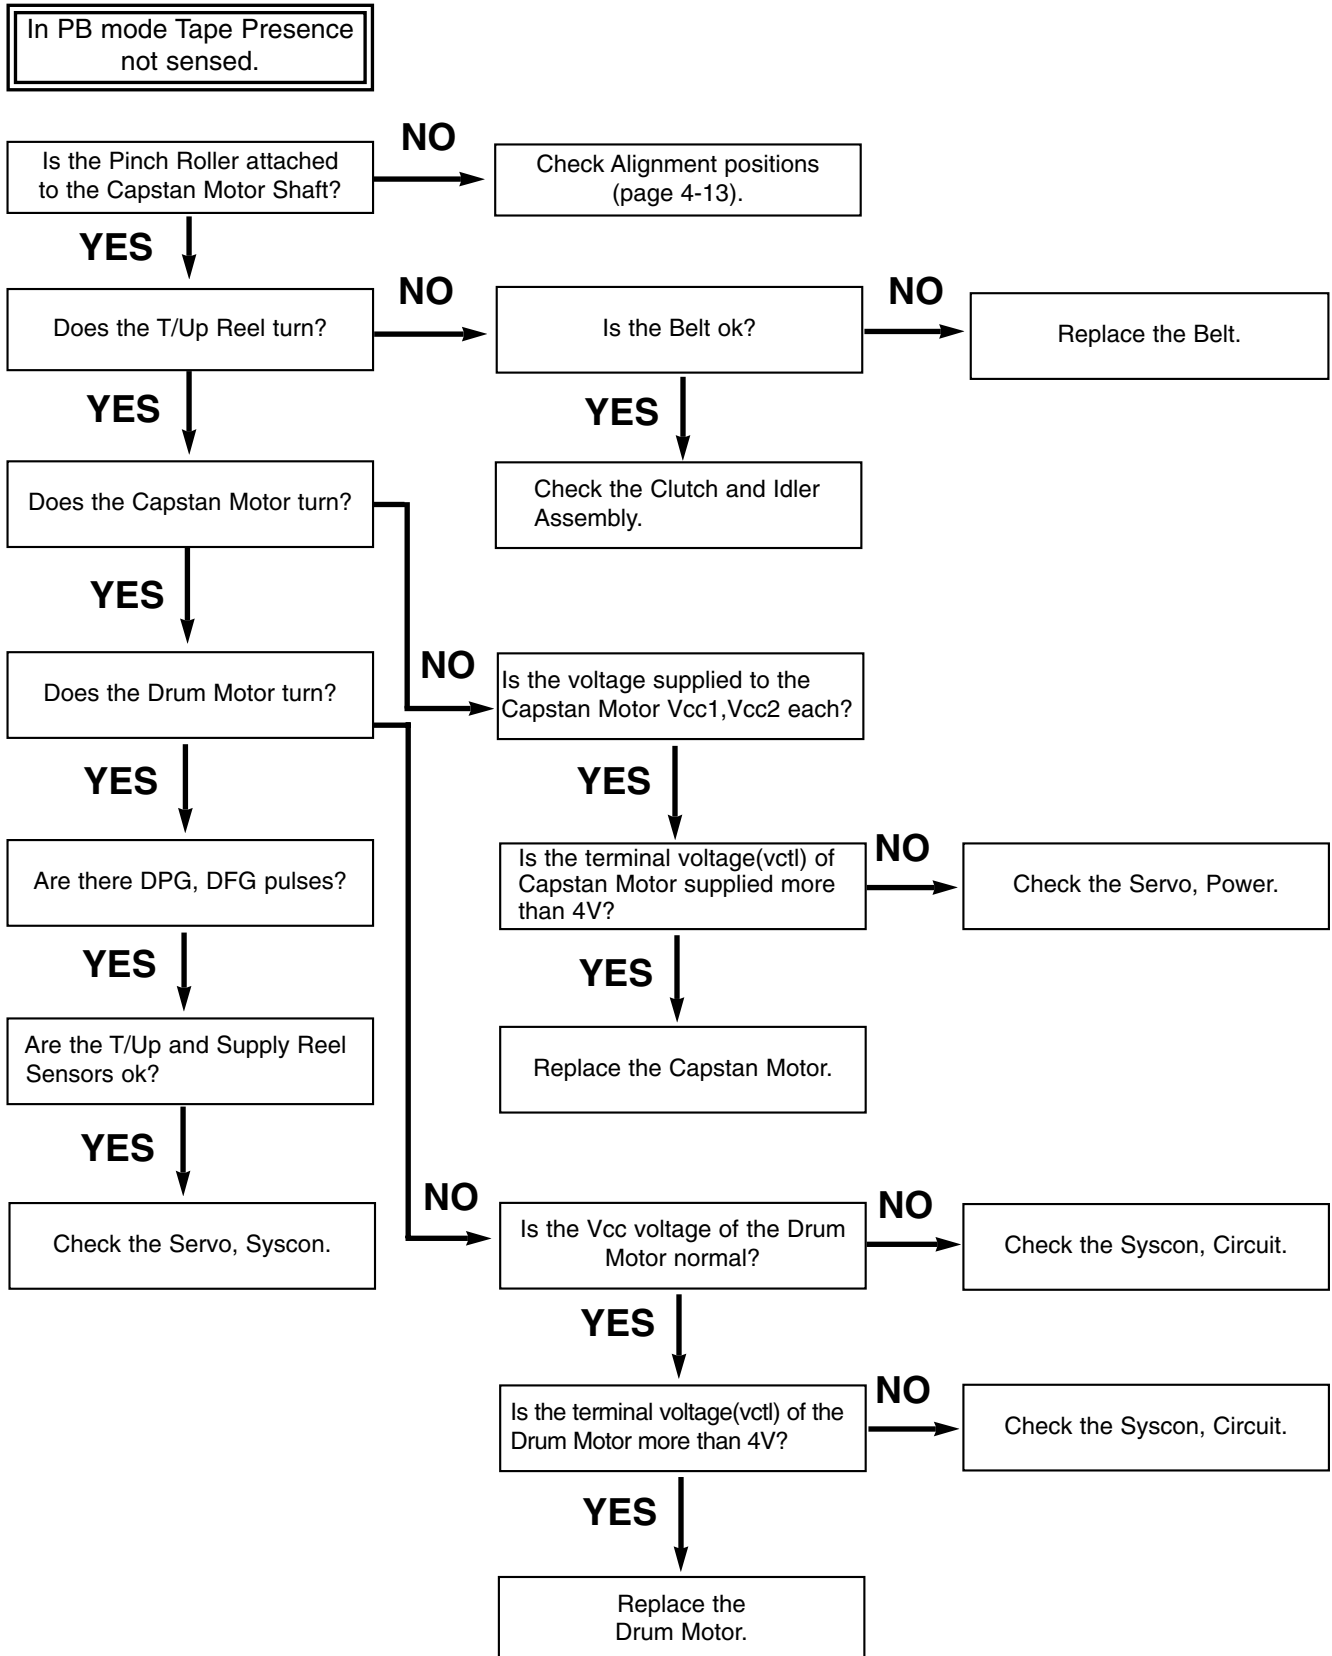 In PB mode Tape Presence
not sensed.
NO
Is the Pinch Roller attached
to the Capstan Motor Shaft?
Check Alignment positions
(page 4-13).
YES
NO
NO
Does the T/Up Reel turn?
Is the Belt ok?
Replace the Belt.
YES
YES
Does the Capstan Motor turn?
Check the Clutch and Idler
Assembly.
YES
NO
Does the Drum Motor turn?
Is the voltage supplied to the
Capstan Motor Vcc1,Vcc2 each?
YES
YES
NO
Are there DPG, DFG pulses?
Is the terminal voltage(vctl) of
Capstan Motor supplied more
than 4V?
Check the Servo, Power.
YES
YES
Are the T/Up and Supply Reel
Sensors ok?
Replace the Capstan Motor.
YES
NO
NO
Check the Servo, Syscon.
Is the Vcc voltage of the Drum
Motor normal?
Check the Syscon, Circuit.
YES
NO
Is the terminal voltage(vctl) of the
Drum Motor more than 4V?
Check the Syscon, Circuit.
YES
Replace the
Drum Motor.